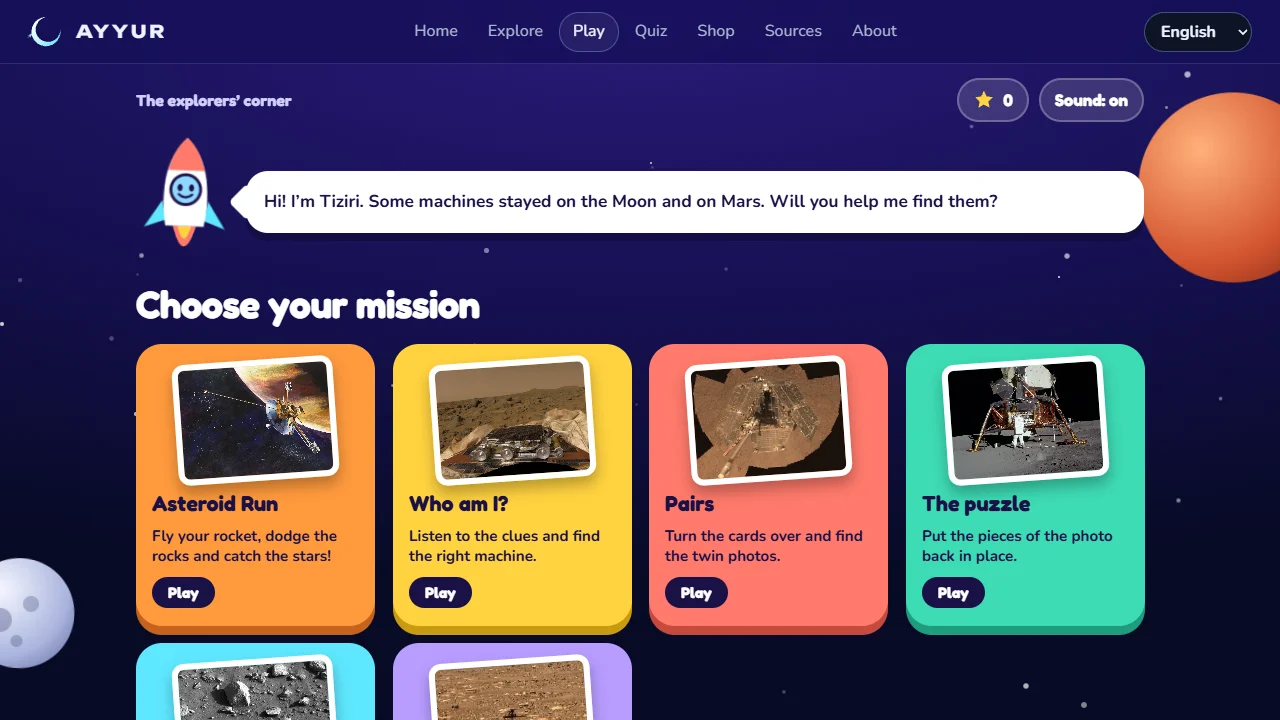 AYYUR
Home
Explore
Play
Quiz
Shop
Sources
About
English
The explorers’ corner
0
Sound: on
Hi! I’m Tiziri. Some machines stayed on the Moon and on Mars. Will you help me find them?
Choose your mission
Asteroid Run
Fly your rocket, dodge the
rocks and catch the stars!
Play
Who am I?
Listen to the clues and find
the right machine.
Play
Pairs
Turn the cards over and find
the twin photos.
Play
The puzzle
Put the pieces of the photo
back in place.
Play